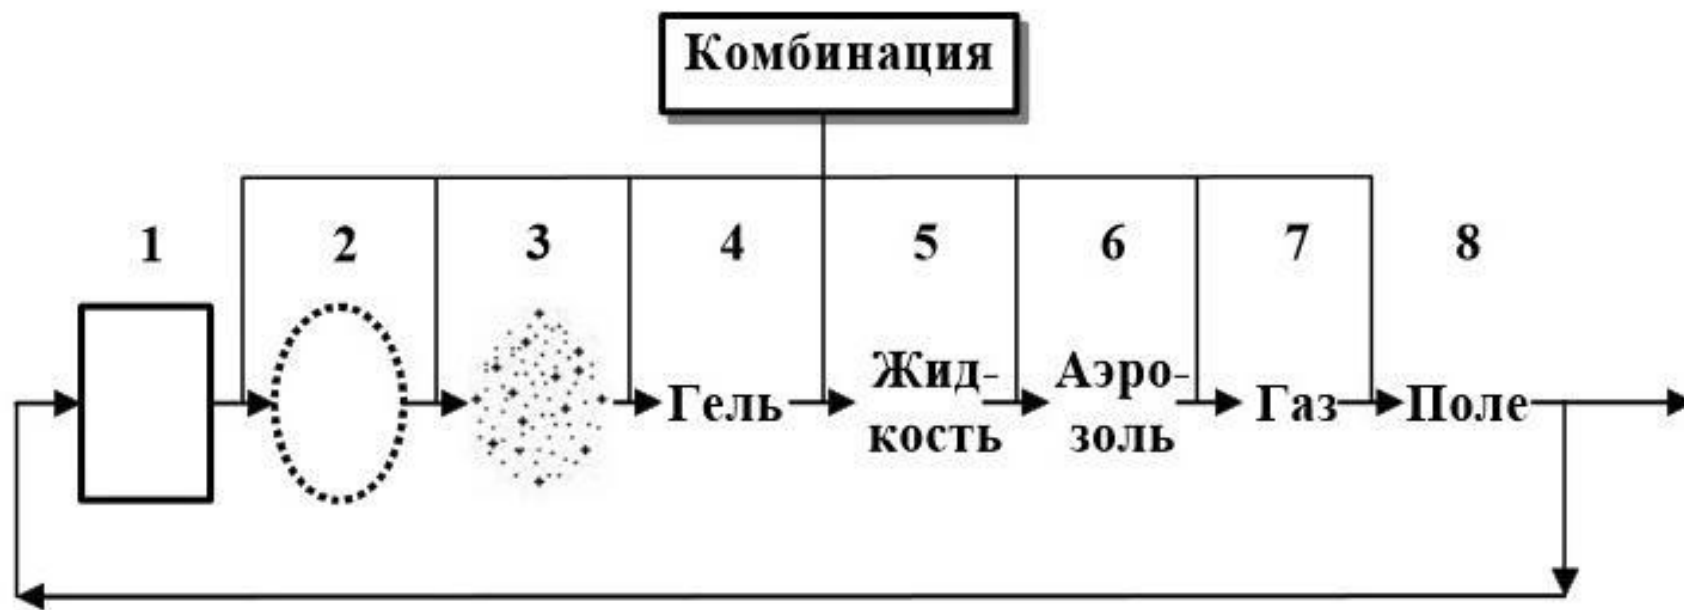 Комбинация
1 2 3 4 5 6 7 8
Гель
Жид-
кость
Аэро-
золь
Газ
Поле